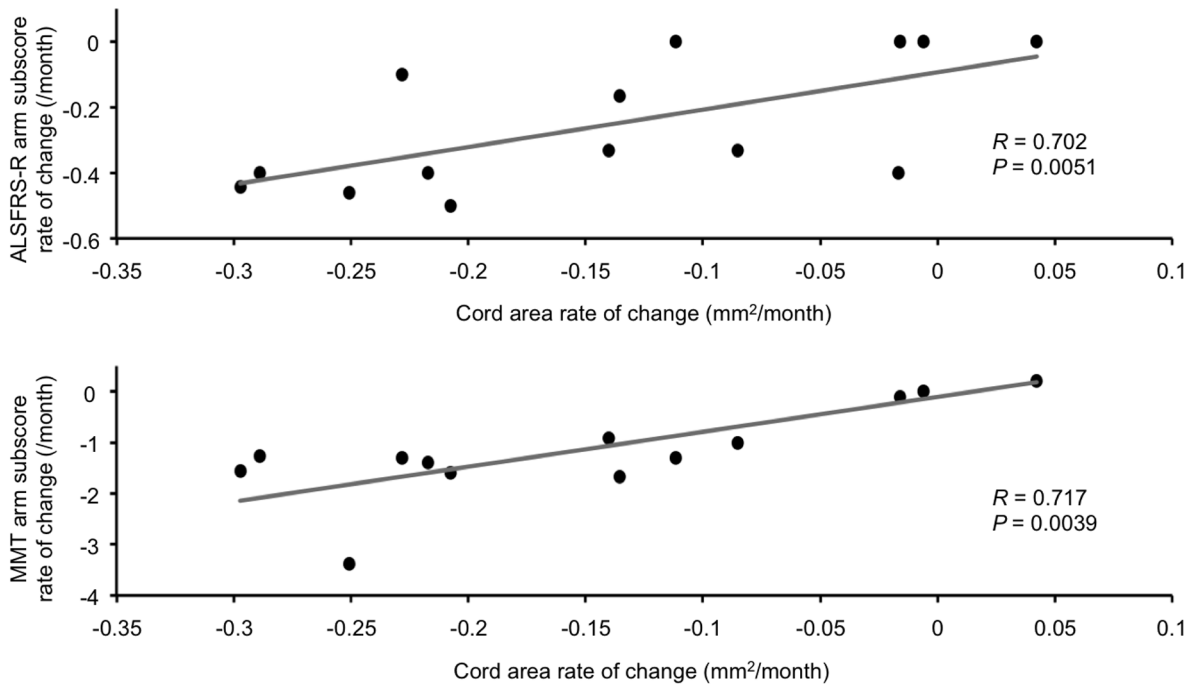 ALSFRS-R arm subscore
rate of change (/month)
0
-0.2
-0.4
-0.6
R = 0.702
P = 0.0051
-0.35 -0.3 -0.25 -0.2 -0.15 -0.1 -0.05 0 0.05 0.1
Cord area rate of change (mm²/month)
MMT arm subscore
rate of change (/month)
0
-1
-2
-3
-4
R = 0.717
P = 0.0039
-0.35 -0.3 -0.25 -0.2 -0.15 -0.1 -0.05 0 0.05 0.1
Cord area rate of change (mm²/month)